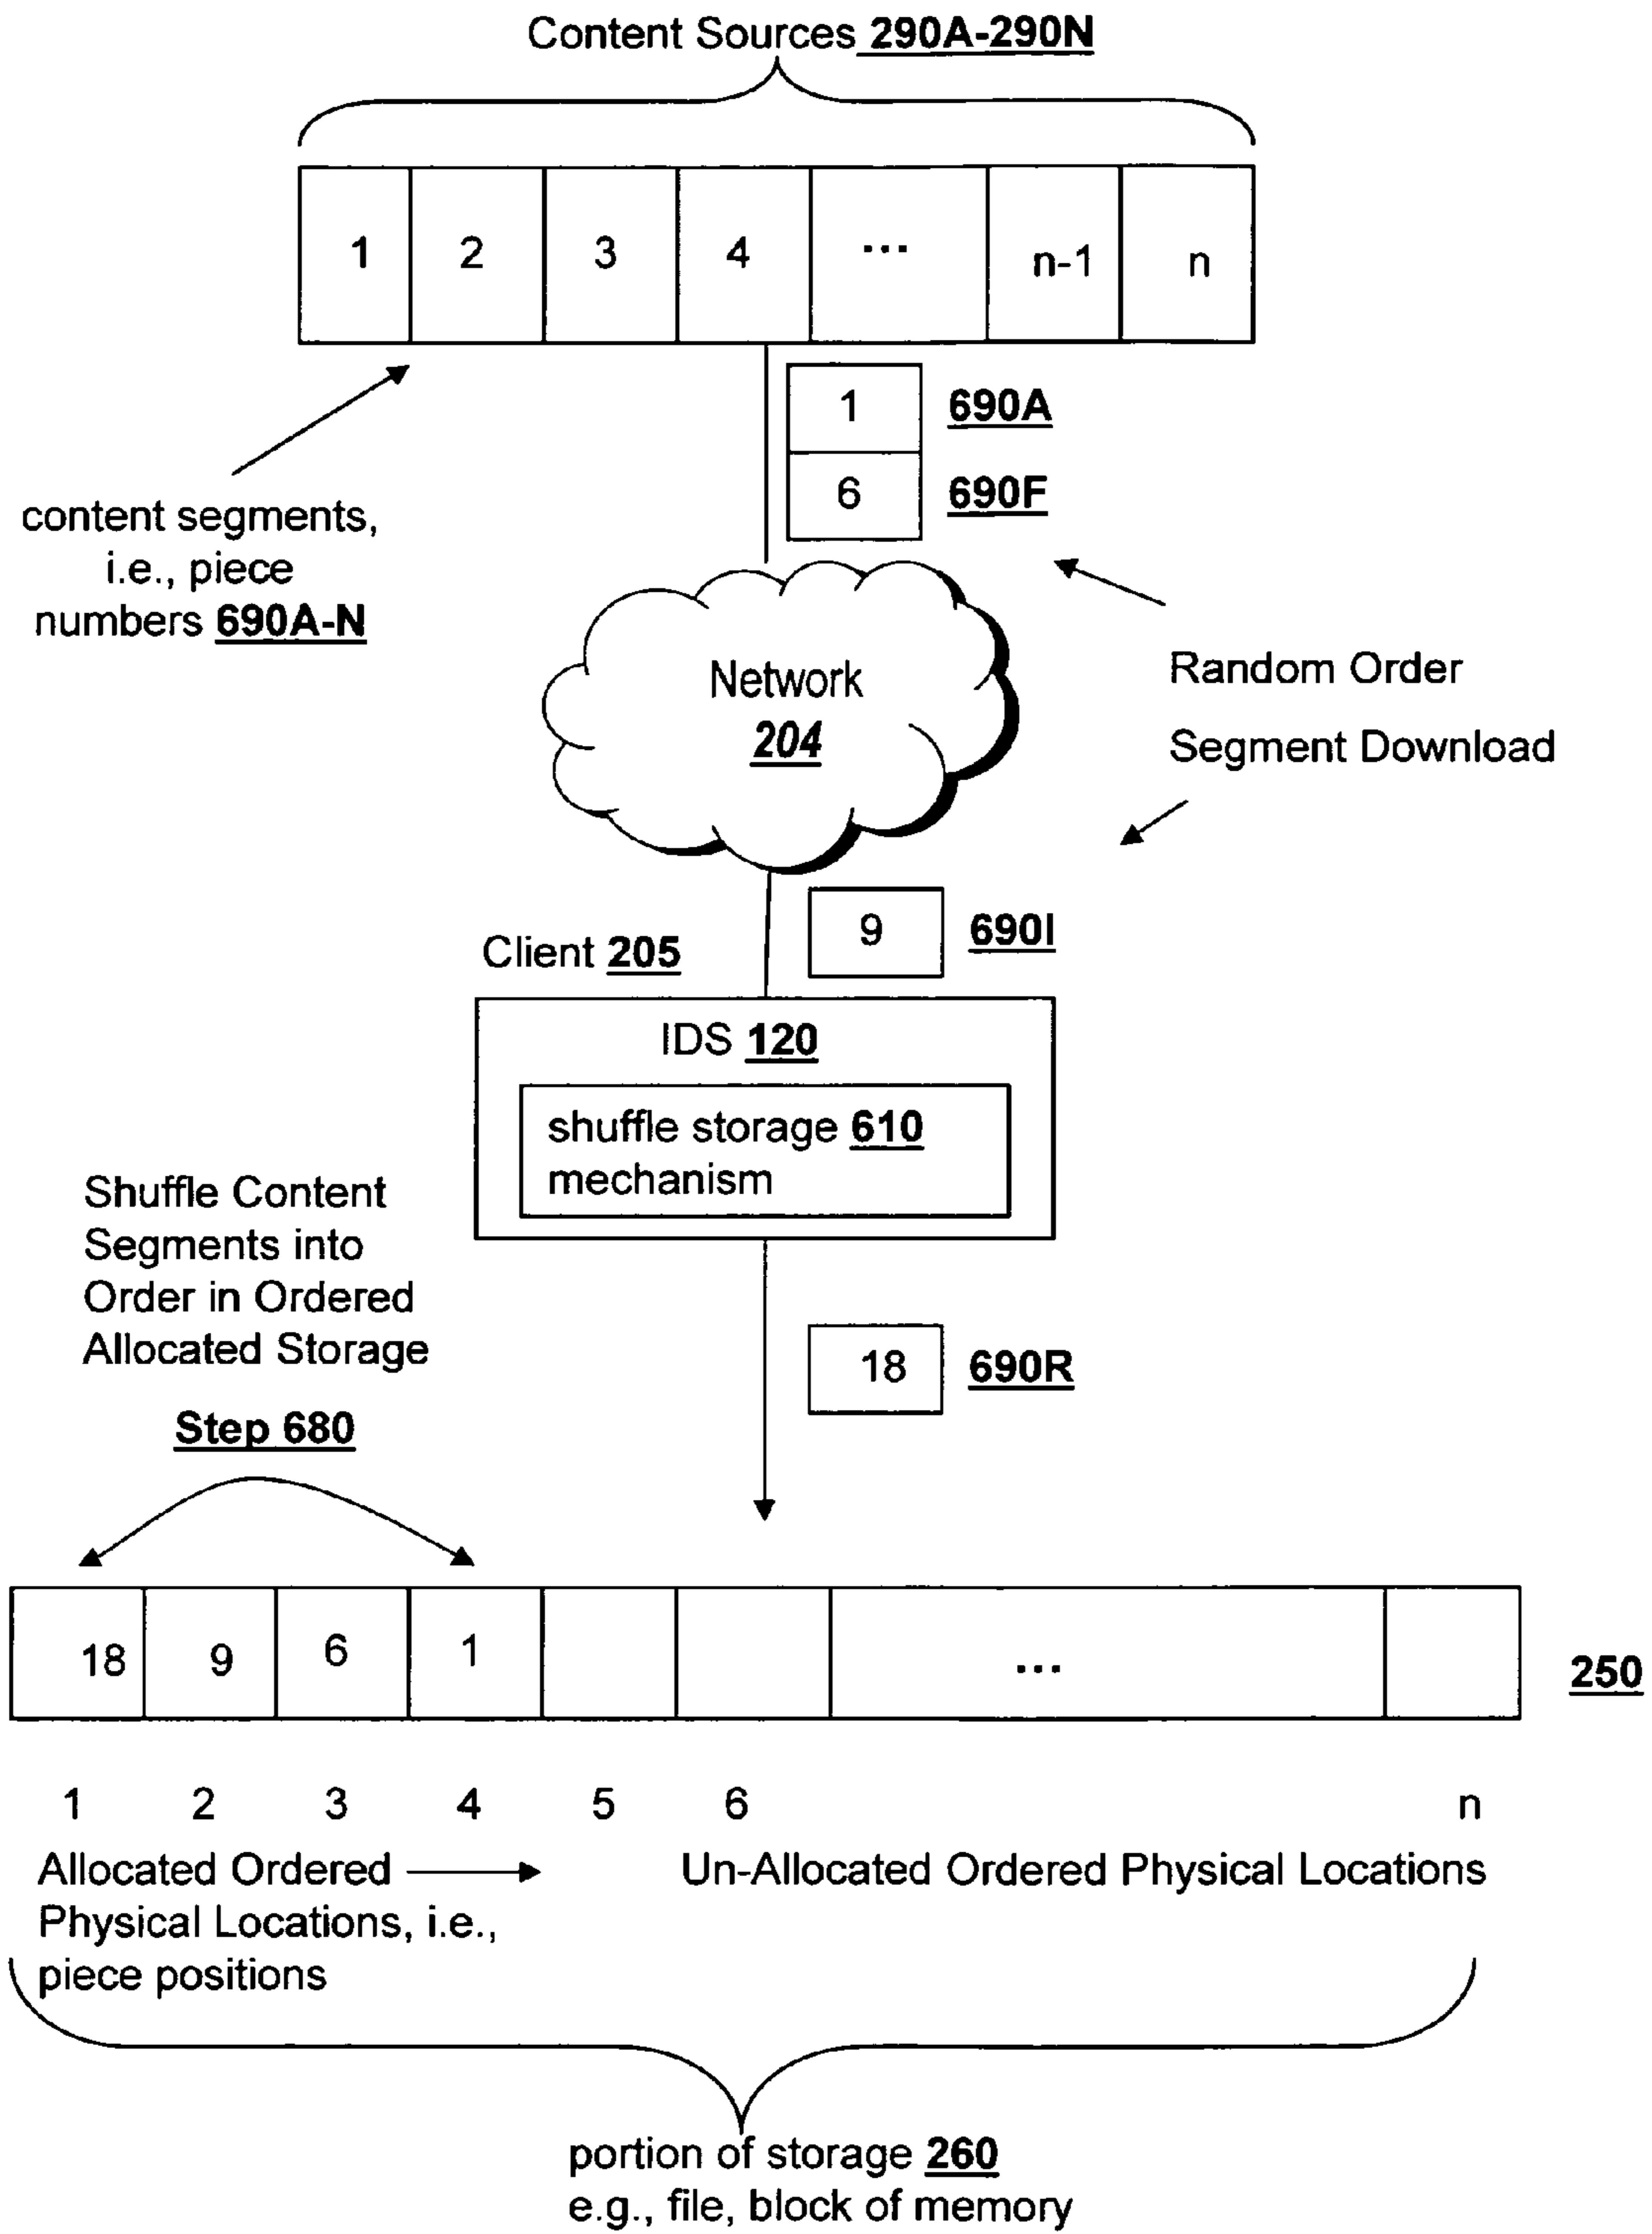 Content Sources 290A-290N
1 2 3 4 ... n-1 n
1 690A
6 690F
content segments,
i.e., piece
numbers 690A-N
Network
204
Random Order
Segment Download
9 690I
Client 205
IDS 120
shuffle storage 610
mechanism
Shuffle Content
Segments into
Order in Ordered
Allocated Storage
Step 680
18 690R
18 9 6 1 ... 250
1 2 3 4 5 6 n
Allocated Ordered
Physical Locations, i.e.,
piece positions
Un-Allocated Ordered Physical Locations
portion of storage 260
e.g., file, block of memory